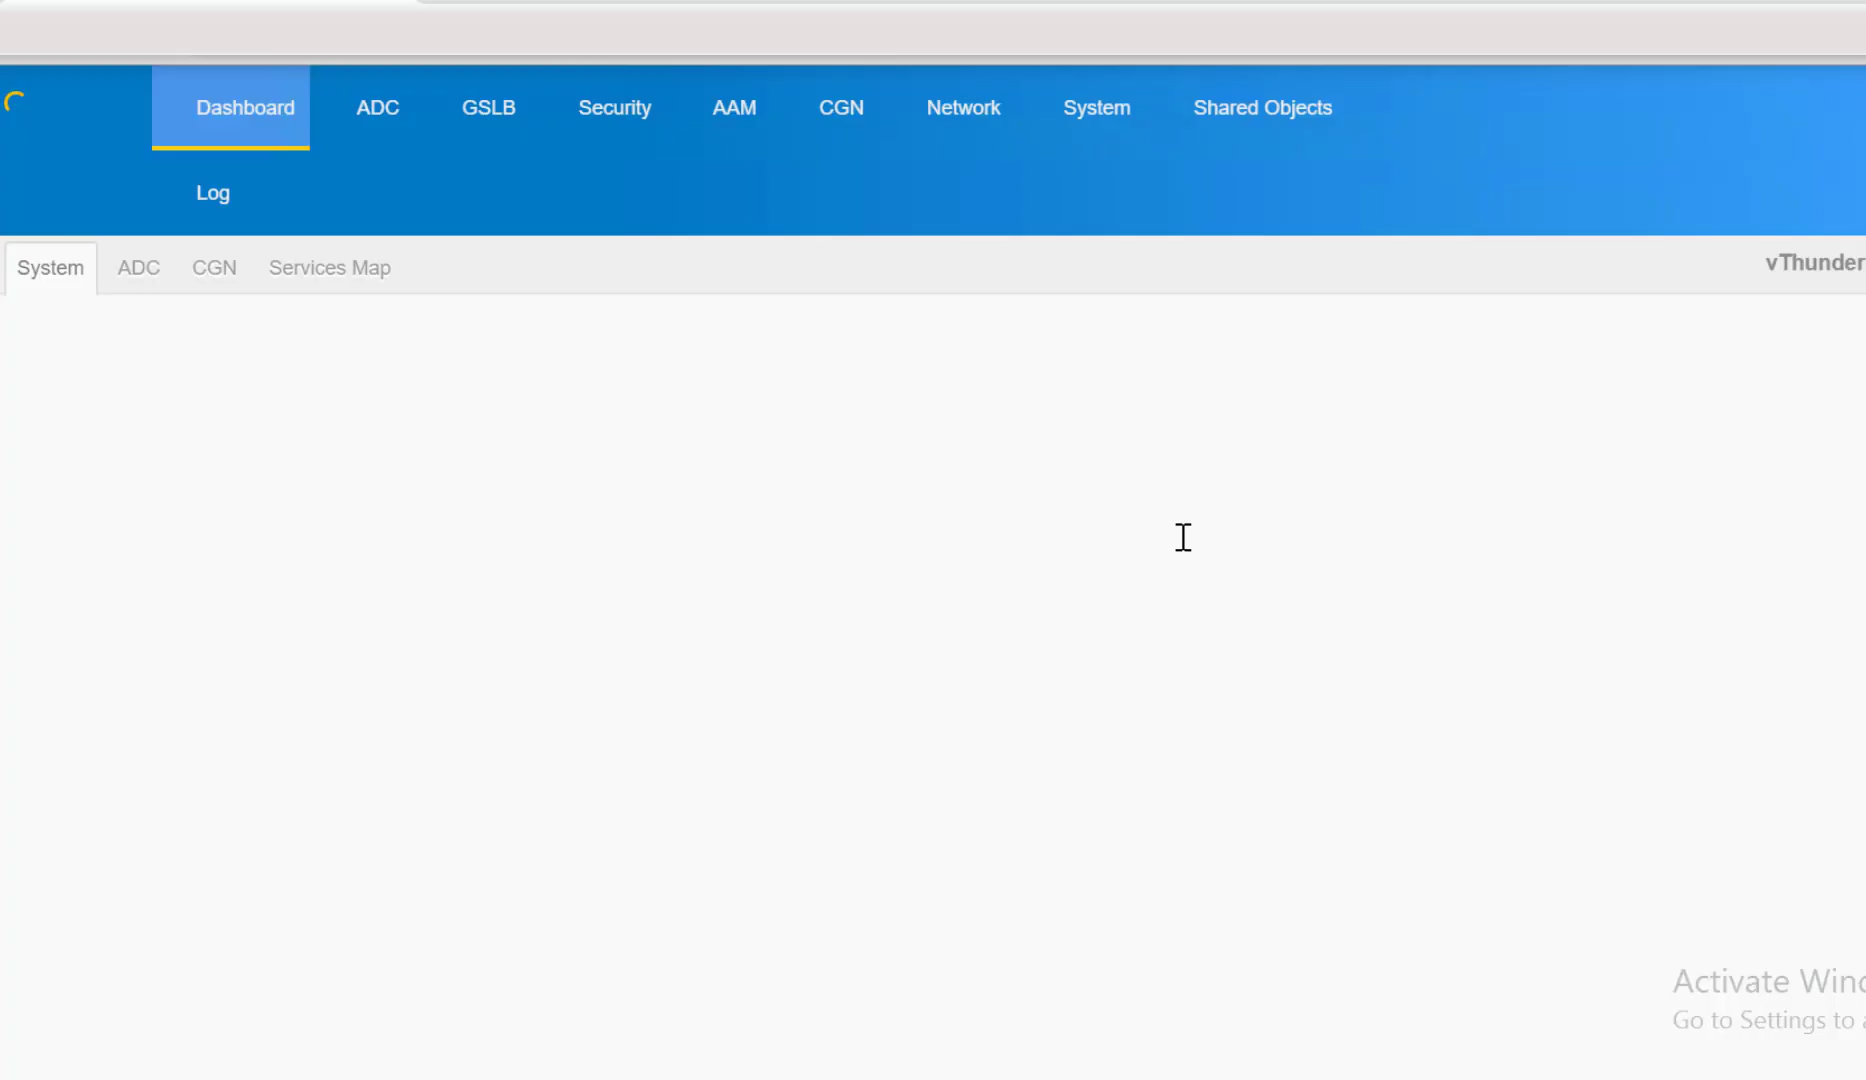 Dashboard ADC GSLB Security AAM CGN Network System Shared Objects
Log
System ADC CGN Services Map vThunder
Activate
Go to Settings to